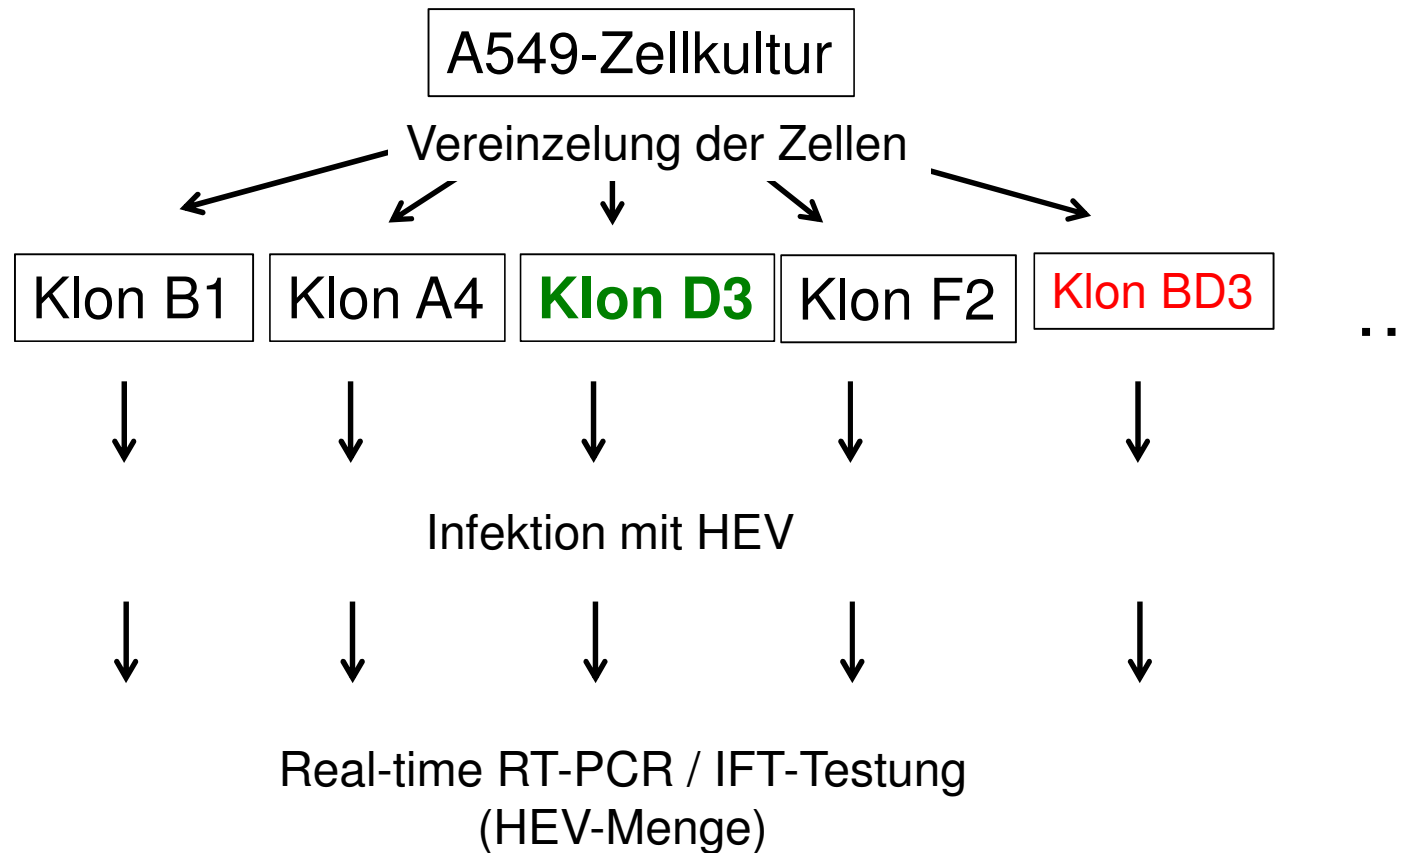 A549-Zellkultur
Vereinzelung der Zellen
Klon B1
Klon A4
Klon D3
Klon F2
Klon BD3
..
Infektion mit HEV
Real-time RT-PCR / IFT-Testung
(HEV-Menge)